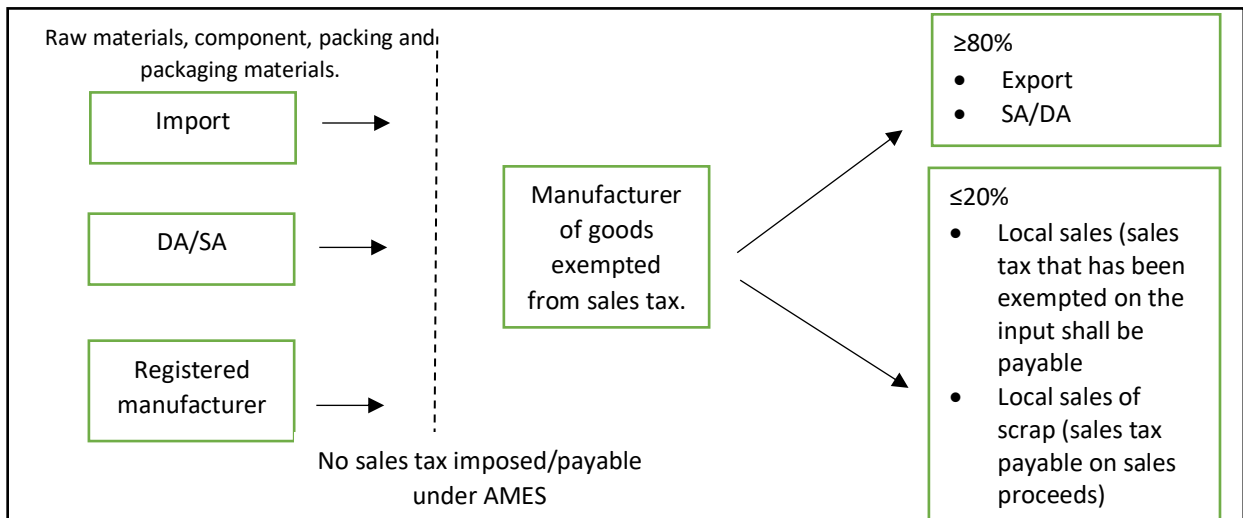 Raw materials, component, packing and
packaging materials.
Import
DA/SA
Registered
manufacturer
No sales tax imposed/payable
under AMES
Manufacturer
of goods
exempted
from sales tax.
≥80%
• Export
• SA/DA
≤20%
• Local sales (sales
tax that has been
exempted on the
input shall be
payable
• Local sales of
scrap (sales tax
payable on sales
proceeds)